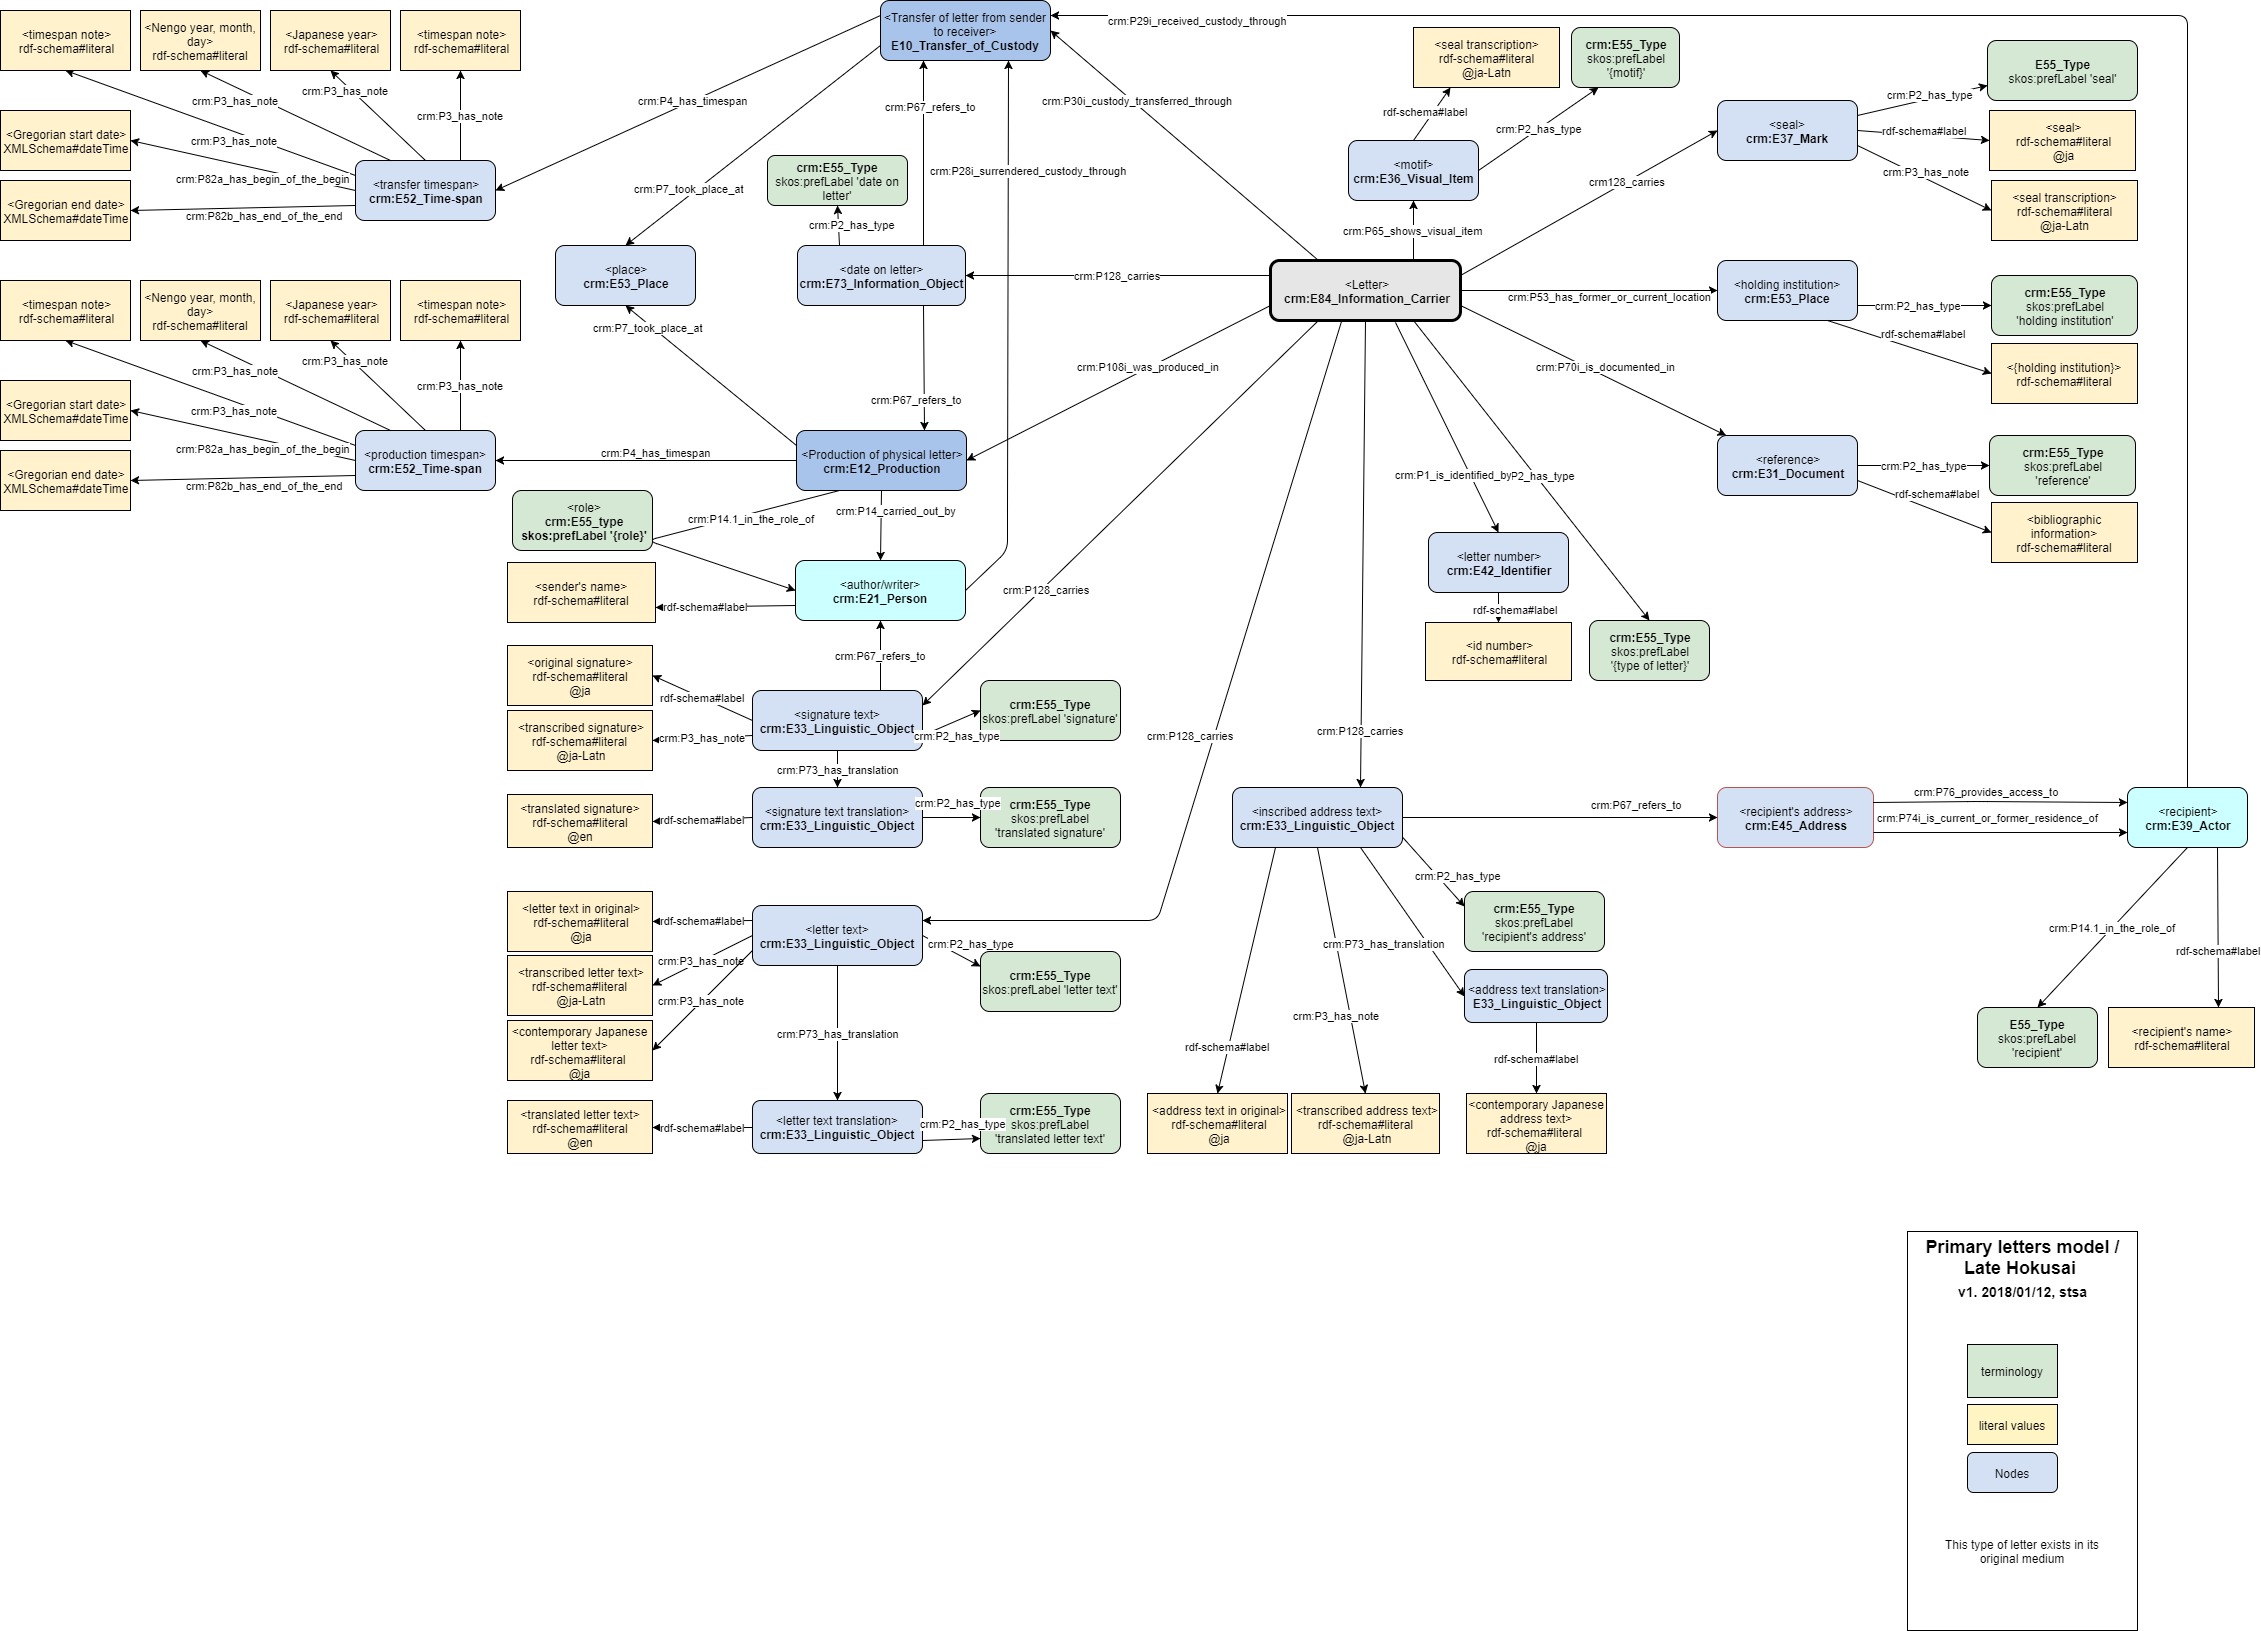 <Transfer of letter from sender
to receiver>
E10_Transfer_of_Custody
crm:P29i_received_custody_through
<timespan note>
rdf-schema#literal
<Nengo year, month,
day>
rdf-schema#literal
<Japanese year>
rdf-schema#literal
<timespan note>
rdf-schema#literal
crm:P3_has_note
crm:P3_has_note
crm:P3_has_note
crm:P3_has_note
<Gregorian start date>
XMLSchema#dateTime
crm:P82a_has_begin_of_the_begin
<Gregorian end date>
XMLSchema#dateTime
crm:P82b_has_end_of_the_end
<transfer timespan>
crm:E52_Time-span
crm:P4_has_timespan
crm:P67_refers_to
crm:P30i_custody_transferred_through
crm:P7_took_place_at
crm:P28i_surrendered_custody_through
crm:E55_Type
skos:prefLabel 'date on
letter'
crm:P2_has_type
<place>
crm:E53_Place
<date on letter>
crm:E73_Information_Object
crm:P128_carries
<seal transcription>
rdf-schema#literal
@ja-Latn
crm:E55_Type
skos:prefLabel
'{motif}'
rdf-schema#label
crm:P2_has_type
<motif>
crm:E36_Visual_Item
crm:P65_shows_visual_item
<Letter>
crm:E84_Information_Carrier
E55_Type
skos:prefLabel 'seal'
crm:P2_has_type
<seal>
crm:E37_Mark
rdf-schema#label
<seal>
rdf-schema#literal
@ja
crm:P3_has_note
<seal transcription>
rdf-schema#literal
@ja-Latn
crm128_carries
<holding institution>
crm:E53_Place
crm:P53_has_former_or_current_location
crm:P2_has_type
crm:E55_Type
skos:prefLabel
'holding institution'
rdf-schema#label
<{holding institution}>
rdf-schema#literal
crm:P70i_is_documented_in
<reference>
crm:E31_Document
crm:P2_has_type
crm:E55_Type
skos:prefLabel
'reference'
rdf-schema#label
<bibliographic
information>
rdf-schema#literal
<timespan note>
rdf-schema#literal
<Nengo year, month,
day>
rdf-schema#literal
<Japanese year>
rdf-schema#literal
<timespan note>
rdf-schema#literal
crm:P3_has_note
crm:P3_has_note
crm:P3_has_note
crm:P3_has_note
<Gregorian start date>
XMLSchema#dateTime
crm:P82a_has_begin_of_the_begin
<Gregorian end date>
XMLSchema#dateTime
crm:P82b_has_end_of_the_end
<production timespan>
crm:E52_Time-span
crm:P4_has_timespan
crm:P7_took_place_at
crm:P67_refers_to
crm:P108i_was_produced_in
<Production of physical letter>
crm:E12_Production
<role>
crm:E55_type
skos:prefLabel '{role}'
crm:P14.1_in_the_role_of
crm:P14_carried_out_by
<sender's name>
rdf-schema#literal
rdf-schema#label
<author/writer>
crm:E21_Person
crm:P128_carries
crm:P1_is_identified_by
crm:P2_has_type
<letter number>
crm:E42_Identifier
rdf-schema#label
<id number>
rdf-schema#literal
crm:E55_Type
skos:prefLabel
'{type of letter}'
crm:P67_refers_to
<original signature>
rdf-schema#literal
@ja
rdf-schema#label
<transcribed signature>
rdf-schema#literal
@ja-Latn
crm:P3_has_note
<signature text>
crm:E33_Linguistic_Object
crm:E55_Type
skos:prefLabel 'signature'
crm:P2_has_type
crm:P73_has_translation
<translated signature>
rdf-schema#literal
@en
rdf-schema#label
<signature text translation>
crm:E33_Linguistic_Object
crm:P2_has_type
crm:E55_Type
skos:prefLabel
'translated signature'
crm:P128_carries
crm:P128_carries
<inscribed address text>
crm:E33_Linguistic_Object
crm:P67_refers_to
<recipient's address>
crm:E45_Address
crm:P76_provides_access_to
crm:P74i_is_current_or_former_residence_of
<recipient>
crm:E39_Actor
<letter text in original>
rdf-schema#literal
@ja
rdf-schema#label
<letter text>
crm:E33_Linguistic_Object
crm:P2_has_type
crm:E55_Type
skos:prefLabel 'letter text'
crm:P3_has_note
<transcribed letter text>
rdf-schema#literal
@ja-Latn
crm:P3_has_note
<contemporary Japanese
letter text>
rdf-schema#literal
@ja
crm:P73_has_translation
<translated letter text>
rdf-schema#literal
@en
rdf-schema#label
<letter text translation>
crm:E33_Linguistic_Object
crm:P2_has_type
crm:E55_Type
skos:prefLabel
'translated letter text'
crm:P2_has_type
crm:E55_Type
skos:prefLabel
'recipient's address'
crm:P73_has_translation
<address text translation>
E33_Linguistic_Object
crm:P3_has_note
rdf-schema#label
rdf-schema#label
<address text in original>
rdf-schema#literal
@ja
<transcribed address text>
rdf-schema#literal
@ja-Latn
<contemporary Japanese
address text>
rdf-schema#literal
@ja
crm:P14.1_in_the_role_of
rdf-schema#label
E55_Type
skos:prefLabel
'recipient'
<recipient's name>
rdf-schema#literal
Primary letters model /
Late Hokusai
v1. 2018/01/12, stsa
terminology
literal values
Nodes
This type of letter exists in its
original medium